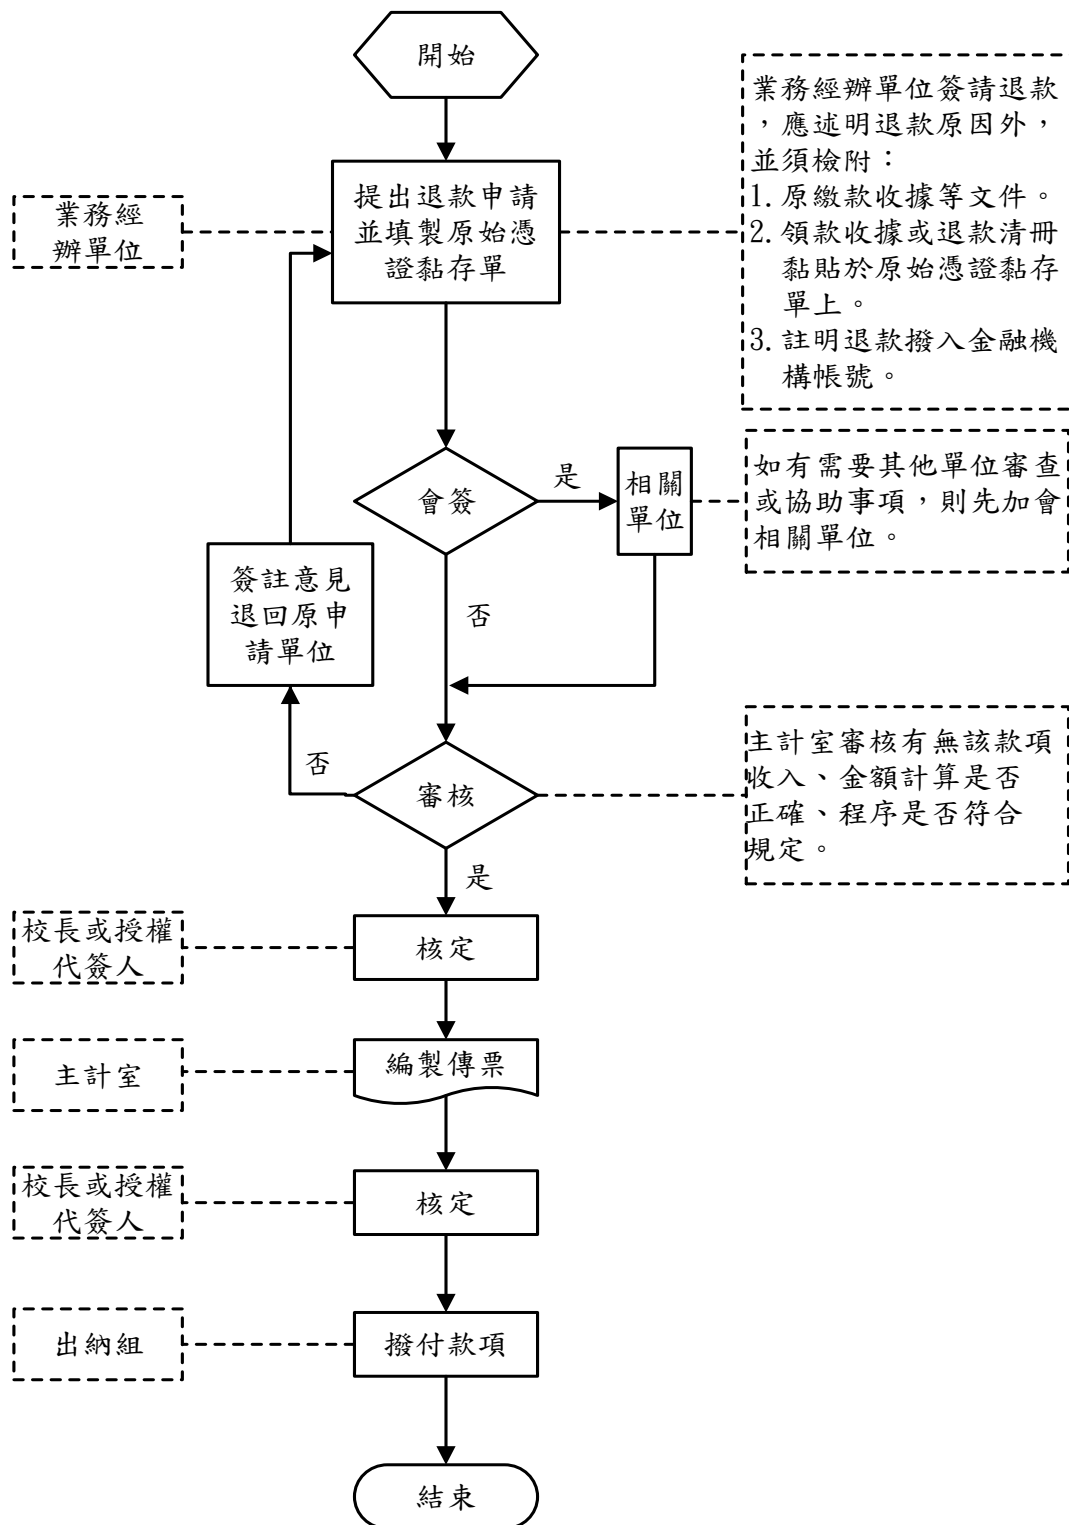 開始
業務經辦單位簽請退款
，應述明退款原因外，
並須檢附：
1. 原繳款收據等文件。
2. 領款收據或退款清冊
黏貼於原始憑證黏存
單上。
3. 註明退款撥入金融機
構帳號。
業務經
辦單位
提出退款申請
並填製原始憑
證黏存單
會簽
是
相關
單位
如有需要其他單位審查
或協助事項，則先加會
相關單位。
簽註意見
退回原申
請單位
否
否
審核
主計室審核有無該款項
收入、金額計算是否
正確、程序是否符合
規定。
是
校長或授權
代簽人
核定
主計室
編製傳票
校長或授權
代簽人
核定
出納組
撥付款項
結束